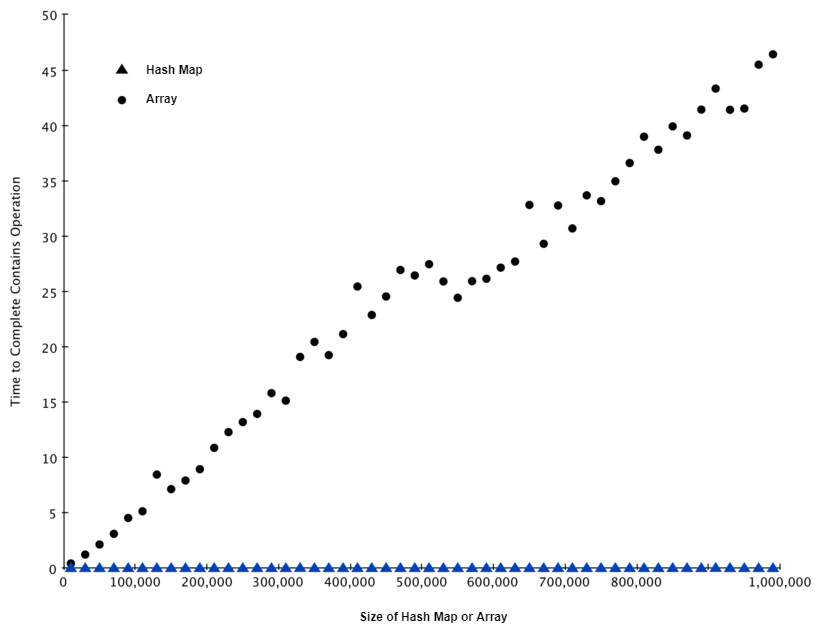 50
45
40
35
30
25
20
15
10
5
0
Time to Complete Contains Operation
Hash Map
Array
0 100,000 200,000 300,000 400,000 500,000 600,000 700,000 800,000 1,000,000
Size of Hash Map or Array